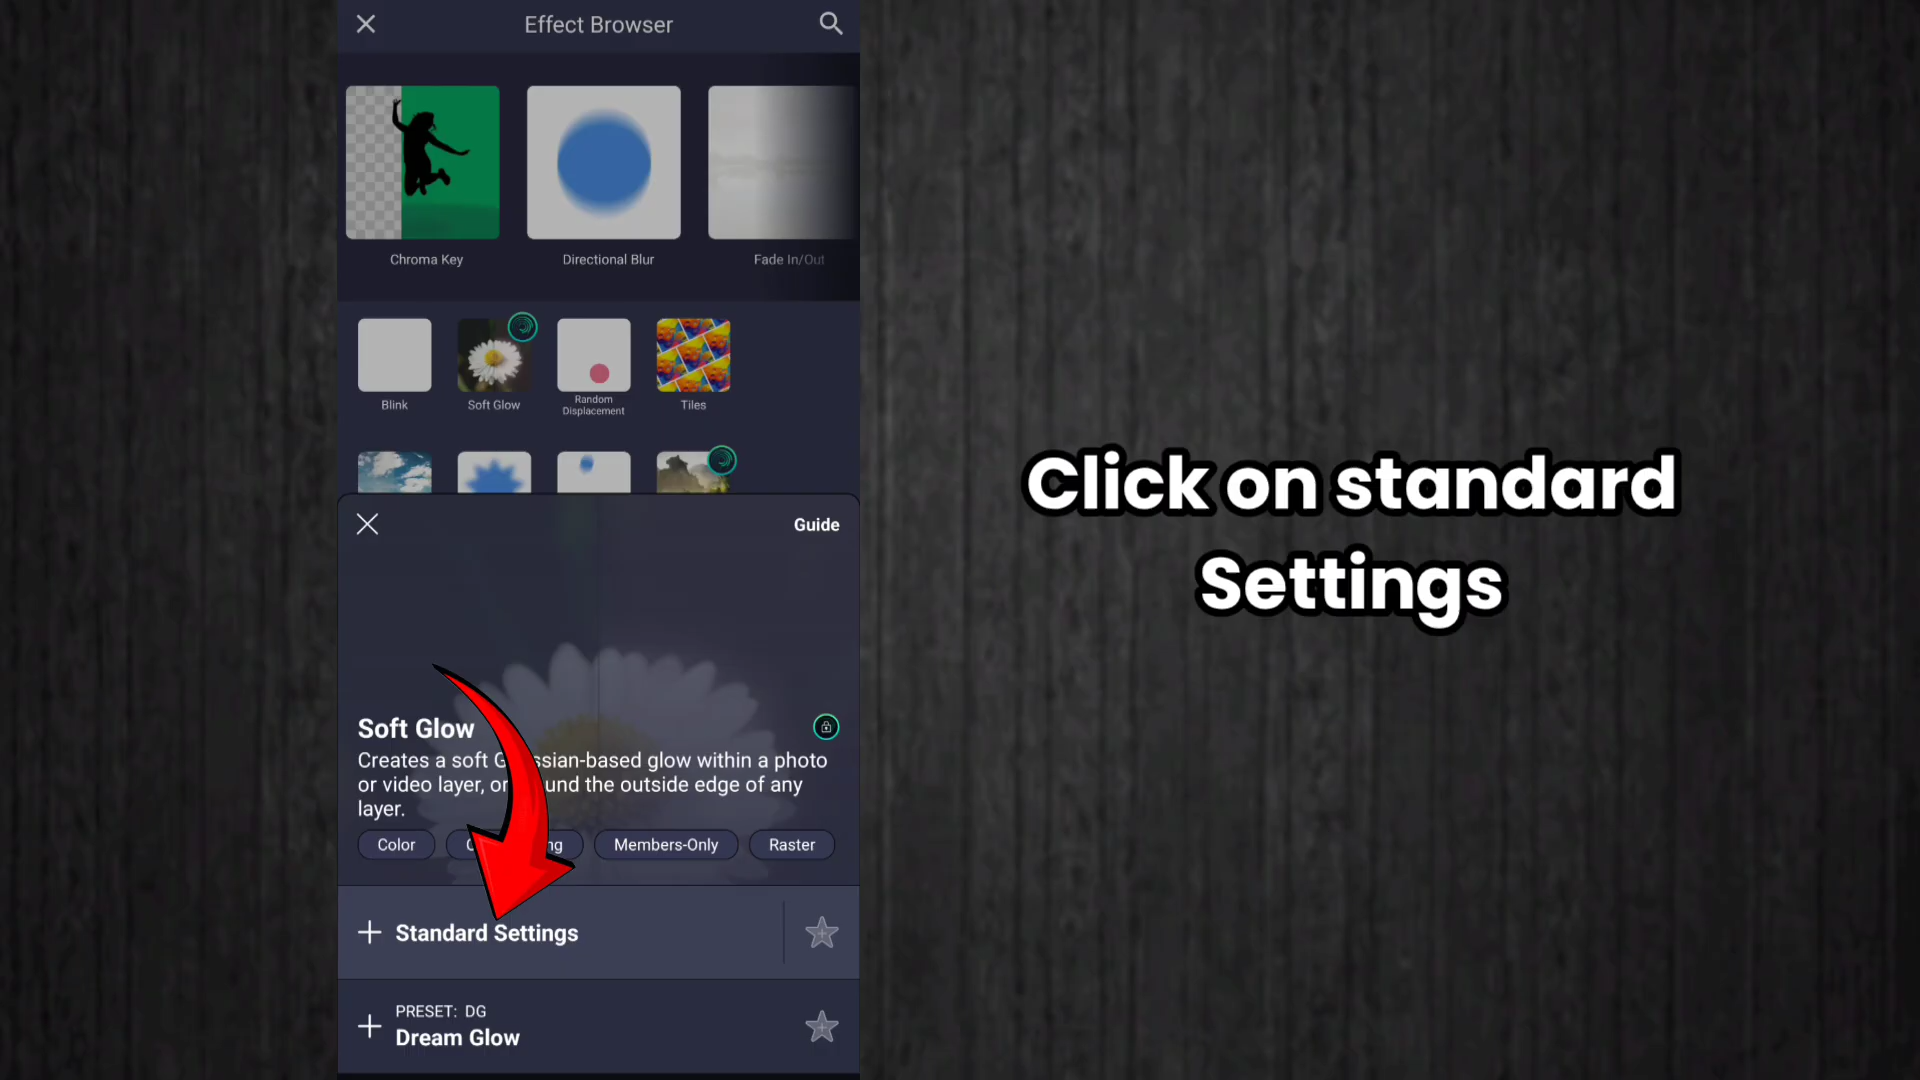 Effect Browser
Chroma Key
Directional Blur
Fade In/Out
Blink
Soft Glow
Random
Displacement
Tiles
Guide
Soft Glow
Creates a soft G ssian-based glow within a photo
or video layer, or und the outside edge of any
layer.
Color
Members-Only
Raster
Standard Settings
PRESET: DG
Dream Glow
Click on standard
Settings